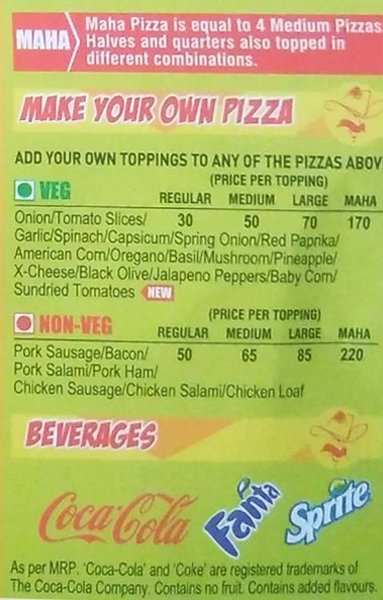 MAHA
Maha Pizza is equal to 4 Medium Pizzas
Halves and quarters also topped in
different combinations.
MAKE YOUR OWN PIZZA
ADD YOUR OWN TOPPINGS TO ANY OF THE PIZZAS ABOV
VEG (PRICE PER TOPPING)
REGULAR MEDIUM LARGE MAHA
Onion/Tomato Slices/ 30 50 70 170
Garlic/Spinach/Capsicum/Spring Onion/Red Paprika/
American Corn/Oregano/Basil/Mushroom/Pineapple/
X-Cheese/Black Olive/Jalapeno Peppers/Baby Corn/
Sundried Tomatoes NEW
NON-VEG (PRICE PER TOPPING)
REGULAR MEDIUM LARGE MAHA
Pork Sausage/Bacon/ 50 65 85 220
Pork Salami/Pork Ham/
Chicken Sausage/Chicken Salami/Chicken Loaf
BEVERAGES
Coca-Cola Fanta Sprite
As per MRP. 'Coca-Cola' and 'Coke' are registered trademarks of
The Coca-Cola Company. Contains no fruit. Contains added flavours.